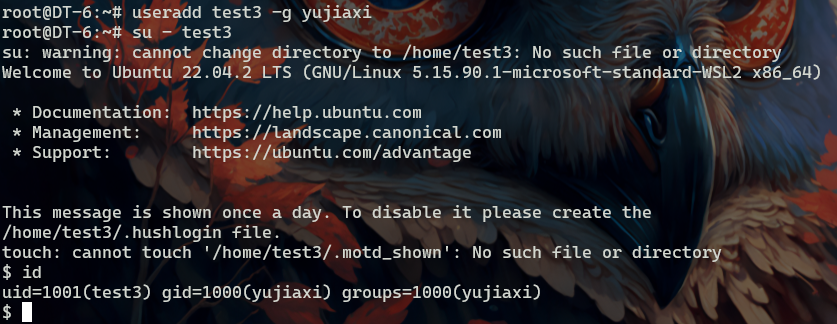 root@DT-6:~# useradd test3 -g yujiaxi
root@DT-6:~# su - test3
su: warning: cannot change directory to /home/test3: No such file or directory
Welcome to Ubuntu 22.04.2 LTS (GNU/Linux 5.15.90.1-microsoft-standard-WSL2 x86_64)
* Documentation:  https://help.ubuntu.com
* Management:     https://landscape.canonical.com
* Support:        https://ubuntu.com/advantage
This message is shown once a day. To disable it please create the
/home/test3/.hushlogin file.
touch: cannot touch '/home/test3/.motd_shown': No such file or directory
$ id
uid=1001(test3) gid=1000(yujiaxi) groups=1000(yujiaxi)
$